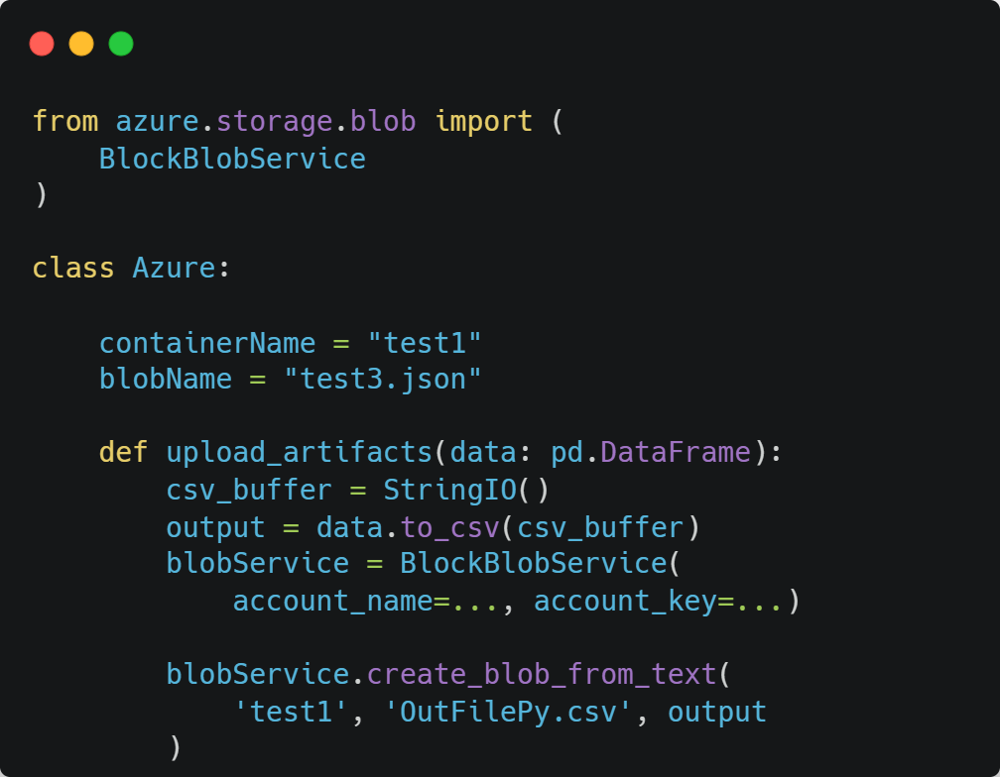 from azure.storage.blob import (
    BlockBlobService
)

class Azure:

    containerName = "test1"
    blobName = "test3.json"

    def upload_artifacts(data: pd.DataFrame):
        csv_buffer = StringIO()
        output = data.to_csv(csv_buffer)
        blobService = BlockBlobService(
            account_name=..., account_key=...)

        blobService.create_blob_from_text(
            'test1', 'OutFilePy.csv', output
        )